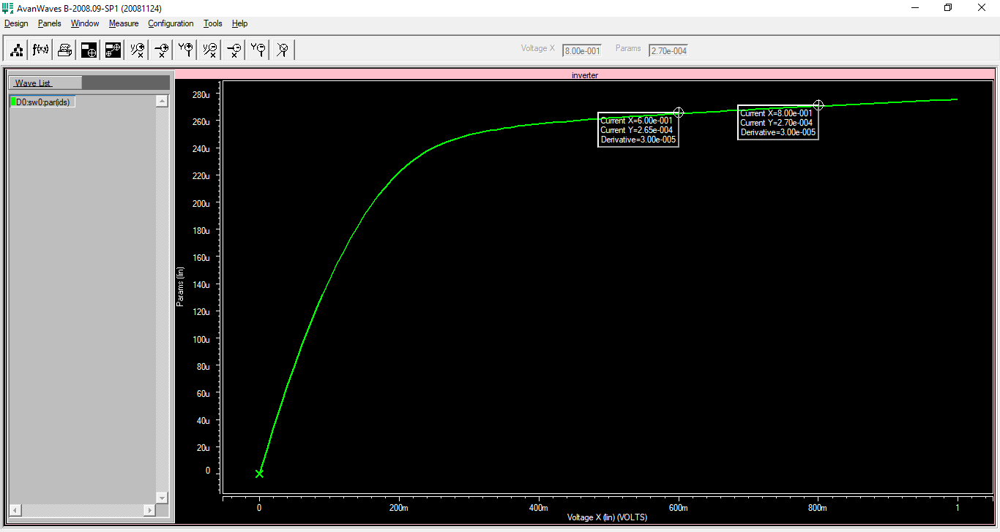 AvanWaves B-2008.09-SP1 (20081124)
Design Panels Window Measure Configuration Tools Help
f(x,y) y/x x Y y/x x Y Voltage X 8.00e-001 Params 2.70e-004
Wave List
D0:sw0:par(ids)
inverter
280u
260u
240u
220u
200u
180u
160u
140u
120u
100u
80u
60u
40u
20u
0
Params (lin)
Current X=6.00e-001
Current Y=2.65e-004
Derivative=3.00e-005
Current X=8.00e-001
Current Y=2.70e-004
Derivative=3.00e-005
0 200m 400m 600m 800m 1
Voltage X (lin) (VOLTS)